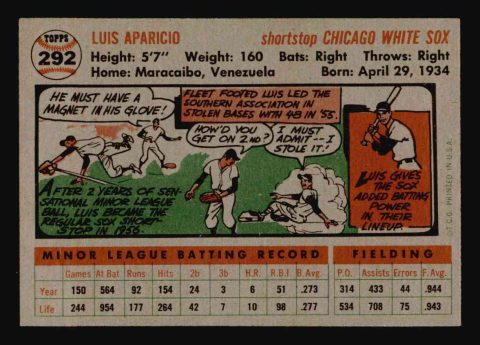 TOPPS
292
LUIS APARICIO
shortstop CHICAGO WHITE SOX
Height: 5'7" Weight: 160 Bats: Right Throws: Right
Home: Maracaibo, Venezuela Born: April 29, 1934
HE MUST HAVE A
MAGNET IN HIS GLOVE!
AFTER 2 YEARS OF SEN-
SATIONAL MINOR LEAGUE
BALL, LUIS BECAME THE
REGULAR SOX SHORT-
STOP IN 1956.
FLEET FOOTED LUIS LED THE
SOUTHERN ASSOCIATION IN
STOLEN BASES WITH 48 IN '55.
HOW'D YOU
GET ON 2ND?
I MUST
ADMIT--I
STOLE IT!
LUIS GIVES
THE SOX
ADDED BATTING
POWER
IN THEIR
LINEUP.
©T.C.G. PRINTED IN U.S.A.
MINOR LEAGUE BATTING RECORD FIELDING
Games At Bat Runs Hits 2b 3b H.R. R.B.I. B.Avg. P.O. Assists Errors F.Avg.
Year 150 564 92 154 24 3 6 51 .273 314 433 44 .944
Life 244 954 177 264 42 7 10 98 .277 534 708 75 .943